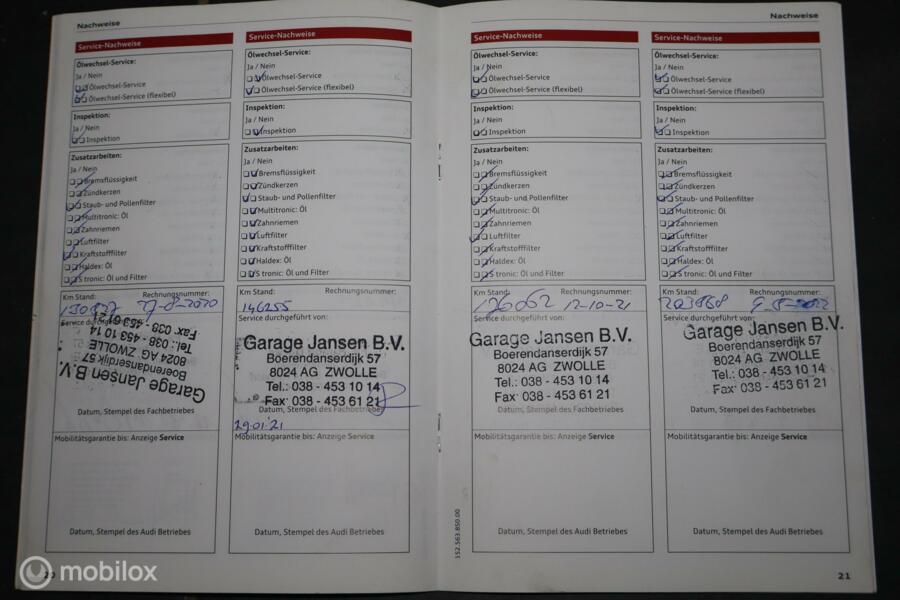 Nachweise
Service-Nachweise
Ölwechsel-Service:
Ja / Nein
Ölwechsel-Service
Ölwechsel-Service (flexibel)
Inspektion:
Ja / Nein
Inspektion
Zusatzarbeiten:
Ja / Nein
Bremsflüssigkeit
Zündkerzen
Staub- und Pollenfilter
Multitronic: Öl
Zahnriemen
Luftfilter
Kraftstofffilter
Haldex: Öl
S tronic: Öl und Filter
Km Stand: Rechnungsnummer:
27-8-2020
Service durchgeführt von:
Garage Jansen B.V.
Boerendanserdijk 57
8024 AG ZWOLLE
Tel.: 038 - 453 10 14
Fax: 038 - 453 61 21
Datum, Stempel des Fachbetriebes
Mobilitätsgarantie bis: Anzeige Service
Datum, Stempel des Audi Betriebes
Service-Nachweise
Ölwechsel-Service:
Ja / Nein
Ölwechsel-Service
Ölwechsel-Service (flexibel)
Inspektion:
Ja / Nein
Inspektion
Zusatzarbeiten:
Ja / Nein
Bremsflüssigkeit
Zündkerzen
Staub- und Pollenfilter
Multitronic: Öl
Zahnriemen
Luftfilter
Kraftstofffilter
Haldex: Öl
S tronic: Öl und Filter
Km Stand: Rechnungsnummer:
146255
Service durchgeführt von:
Garage Jansen B.V.
Boerendanserdijk 57
8024 AG ZWOLLE
Tel.: 038 - 453 10 14
Fax: 038 - 453 61 21
Datum, Stempel des Fachbetriebes
29.01.'21
Mobilitätsgarantie bis: Anzeige Service
Datum, Stempel des Audi Betriebes
Nachweise
Service-Nachweise
Ölwechsel-Service:
Ja / Nein
Ölwechsel-Service
Ölwechsel-Service (flexibel)
Inspektion:
Ja / Nein
Inspektion
Zusatzarbeiten:
Ja / Nein
Bremsflüssigkeit
Zündkerzen
Staub- und Pollenfilter
Multitronic: Öl
Zahnriemen
Luftfilter
Kraftstofffilter
Haldex: Öl
S tronic: Öl und Filter
Km Stand: Rechnungsnummer:
176062 12-10-21
Service durchgeführt von:
Garage Jansen B.V.
Boerendanserdijk 57
8024 AG ZWOLLE
Tel.: 038 - 453 10 14
Fax: 038 - 453 61 21
Datum, Stempel des Fachbetriebes
Mobilitätsgarantie bis: Anzeige Service
Datum, Stempel des Audi Betriebes
152.563.850.00
Service-Nachweise
Ölwechsel-Service:
Ja / Nein
Ölwechsel-Service
Ölwechsel-Service (flexibel)
Inspektion:
Ja / Nein
Inspektion
Zusatzarbeiten:
Ja / Nein
Bremsflüssigkeit
Zündkerzen
Staub- und Pollenfilter
Multitronic: Öl
Zahnriemen
Luftfilter
Kraftstofffilter
Haldex: Öl
S tronic: Öl und Filter
Km Stand: Rechnungsnummer:
Service durchgeführt von:
Garage Jansen B.V.
Boerendanserdijk 57
8024 AG ZWOLLE
Tel.: 038 - 453 10 14
Fax: 038 - 453 61 21
Datum, Stempel des Fachbetriebes
Mobilitätsgarantie bis: Anzeige Service
Datum, Stempel des Audi Betriebes
21
mobilox